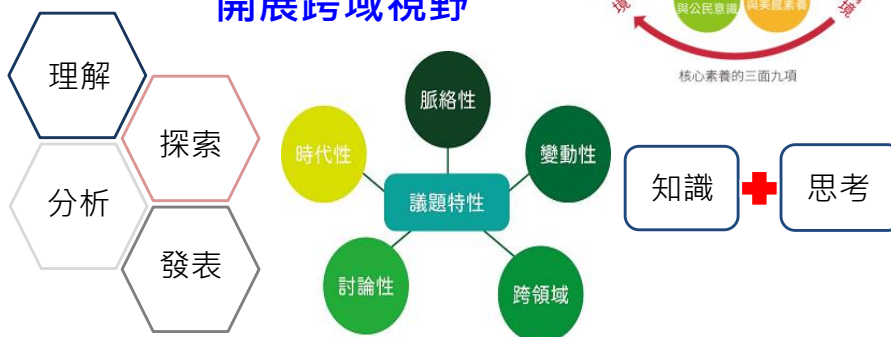 開展跨域視野
與公民意識
與美感素養
境
境
核心素養的三面九項
理解
探索
分析
發表
脈絡性
時代性
變動性
議題特性
討論性
跨領域
知識
思考